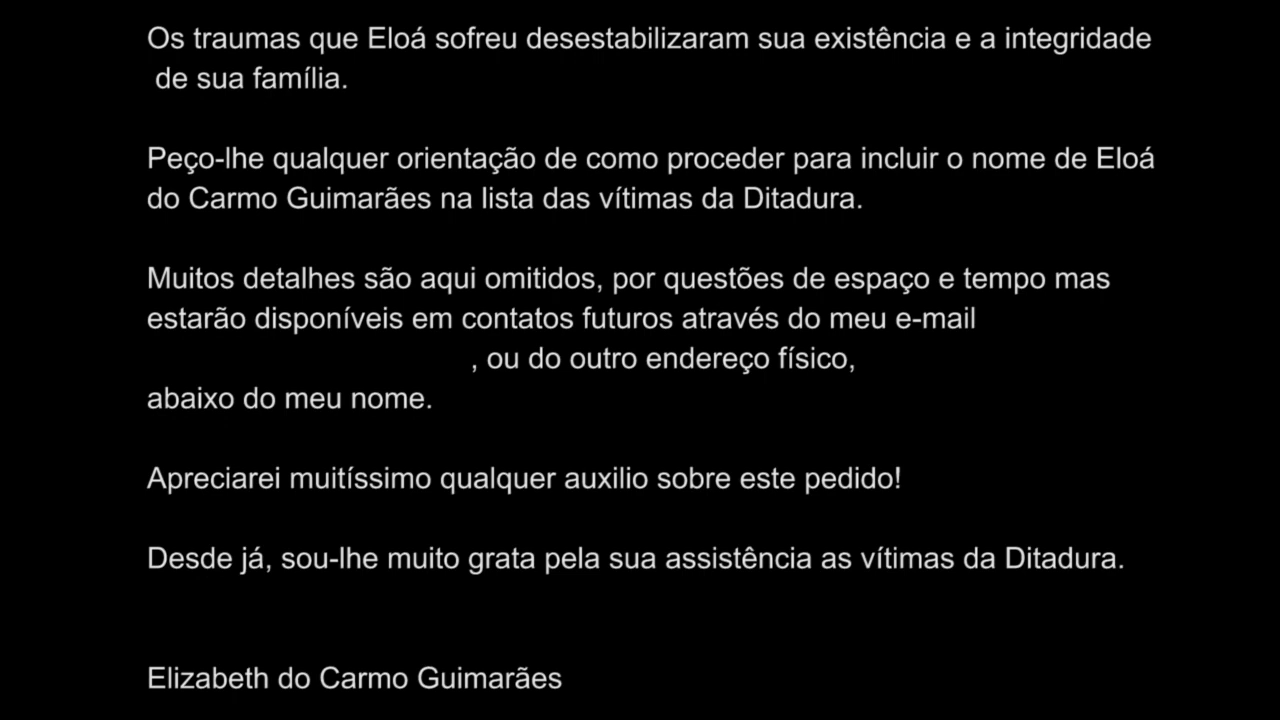 Os traumas que Eloá sofreu desestabilizaram sua existência e a integridade
de sua família.
Peço-lhe qualquer orientação de como proceder para incluir o nome de Eloá
do Carmo Guimarães na lista das vítimas da Ditadura.
Muitos detalhes são aqui omitidos, por questões de espaço e tempo mas
estarão disponíveis em contatos futuros através do meu e-mail
, ou do outro endereço físico,
abaixo do meu nome.
Apreciarei muitíssimo qualquer auxilio sobre este pedido!
Desde já, sou-lhe muito grata pela sua assistência as vítimas da Ditadura.
Elizabeth do Carmo Guimarães